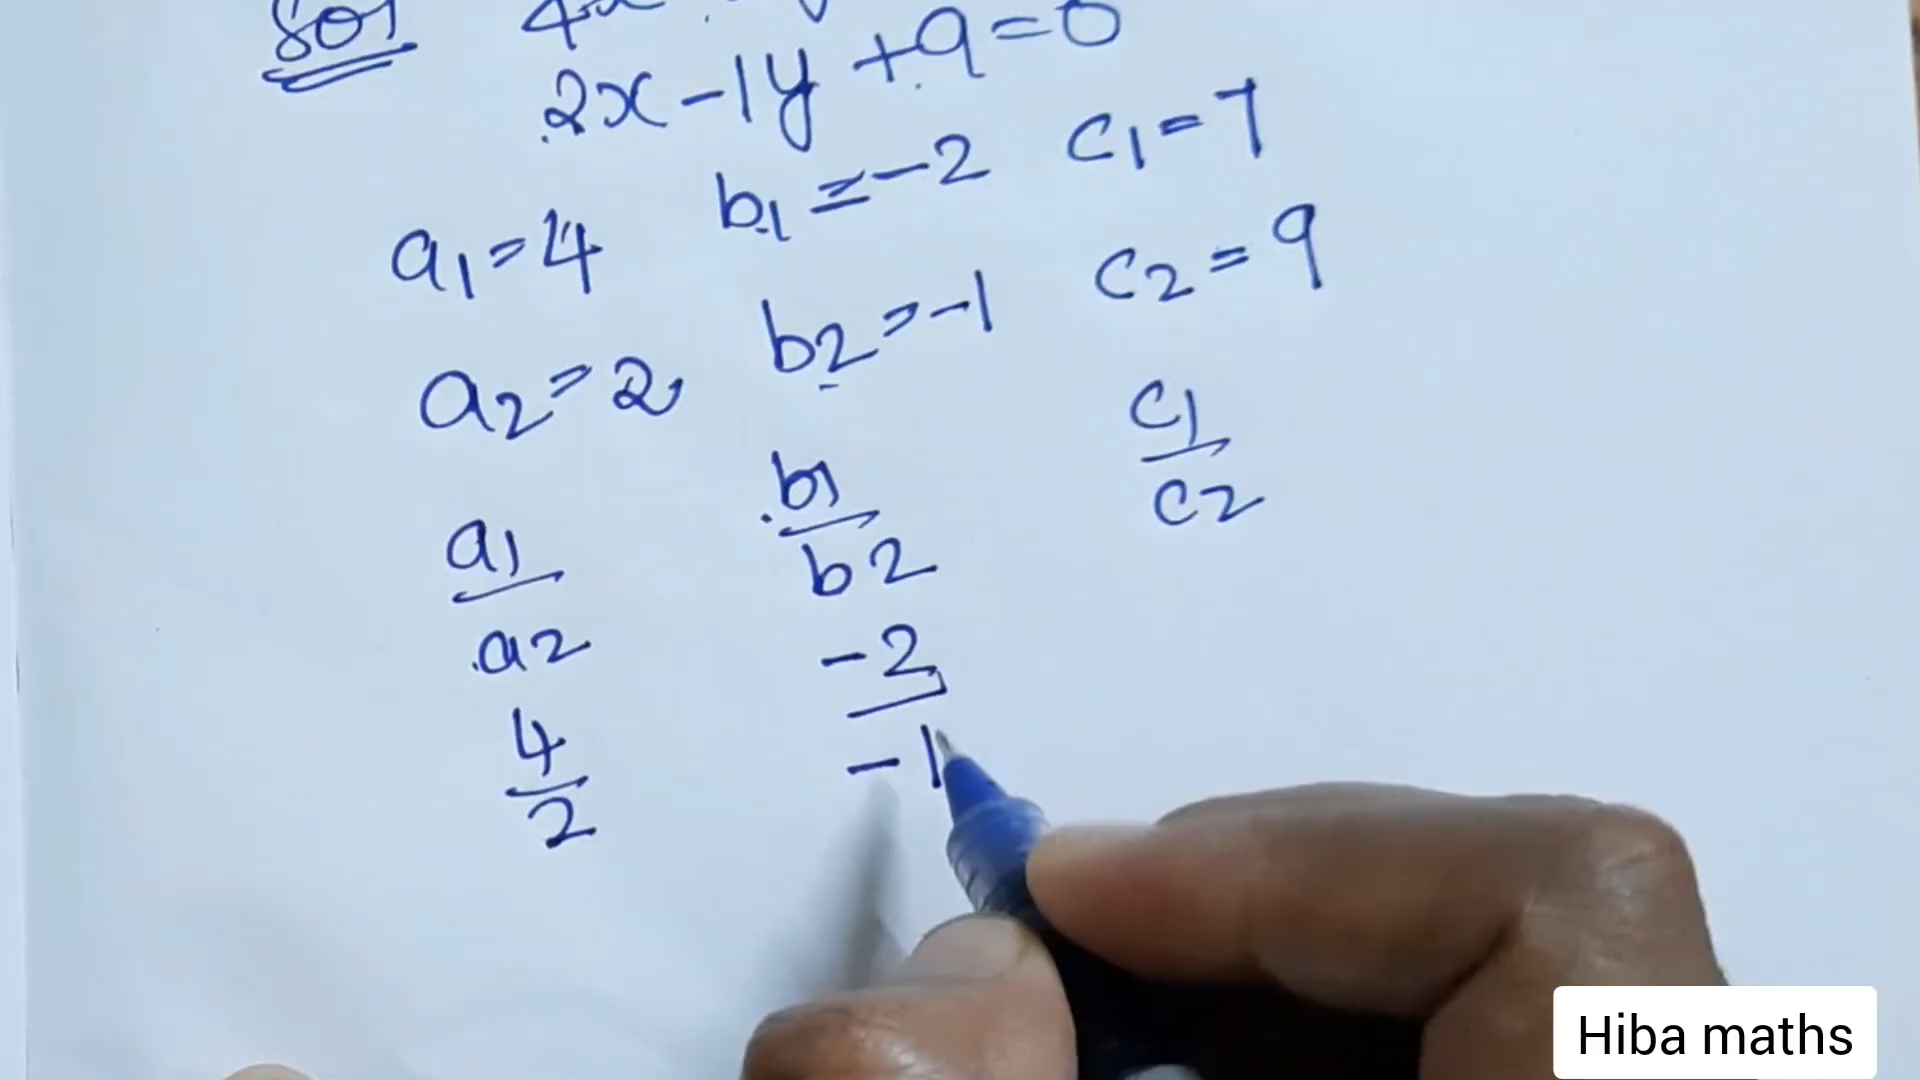 Sol
2x-1y+9=0
a1=4 b1=-2 c1=7
a2=2 b2=-1 c2=9
a1/a2 b1/b2 c1/c2
4/2 -2/-1
Hiba maths